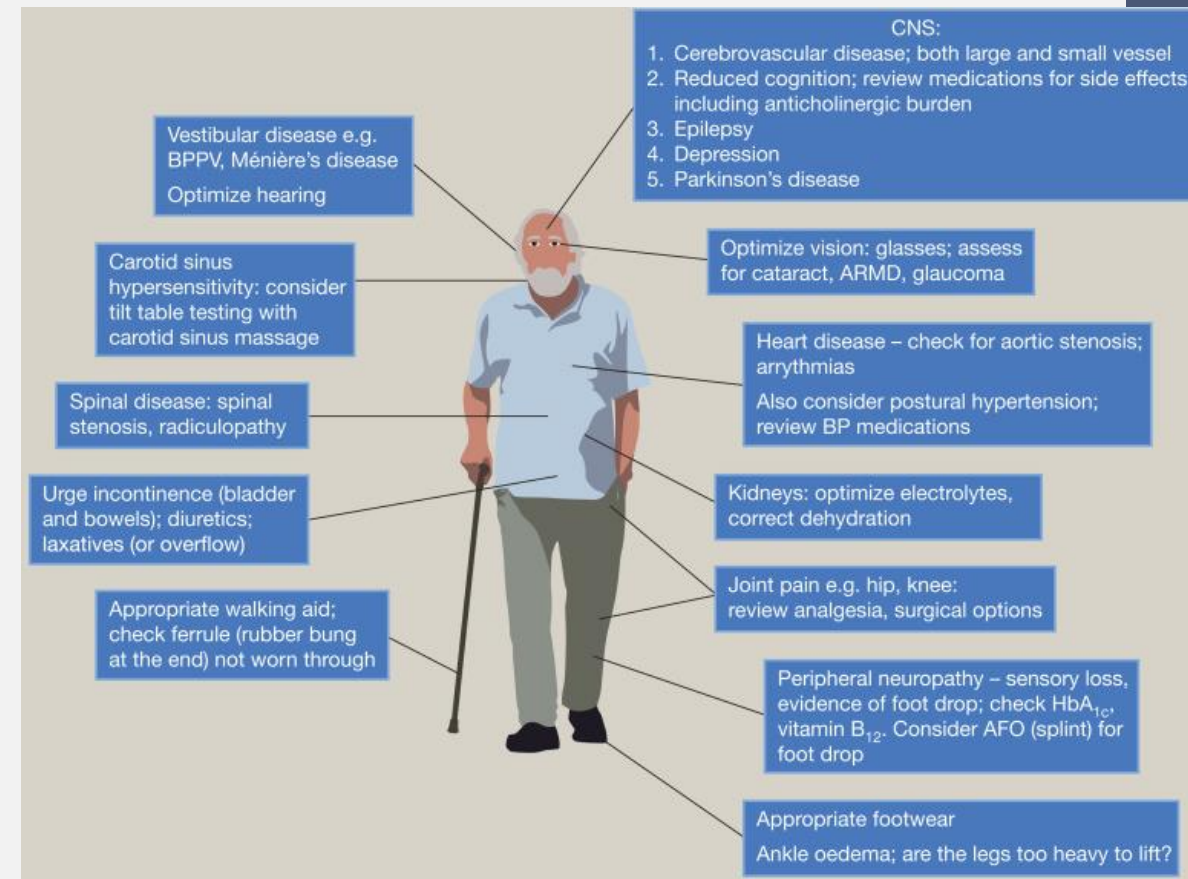 CNS:
1. Cerebrovascular disease; both large and small vessel
2. Reduced cognition; review medications for side effects
including anticholinergic burden
3. Epilepsy
4. Depression
5. Parkinson's disease
Vestibular disease e.g.
BPPV, Ménière's disease
Optimize hearing
Optimize vision: glasses; assess
for cataract, ARMD, glaucoma
Carotid sinus
hypersensitivity: consider
tilt table testing with
carotid sinus massage
Heart disease – check for aortic stenosis;
arrythmias
Also consider postural hypertension;
review BP medications
Spinal disease: spinal
stenosis, radiculopathy
Urge incontinence (bladder
and bowels); diuretics;
laxatives (or overflow)
Kidneys: optimize electrolytes,
correct dehydration
Joint pain e.g. hip, knee:
review analgesia, surgical options
Appropriate walking aid;
check ferrule (rubber bung
at the end) not worn through
Peripheral neuropathy – sensory loss,
evidence of foot drop; check HbA1c,
vitamin B12. Consider AFO (splint) for
foot drop
Appropriate footwear
Ankle oedema; are the legs too heavy to lift?